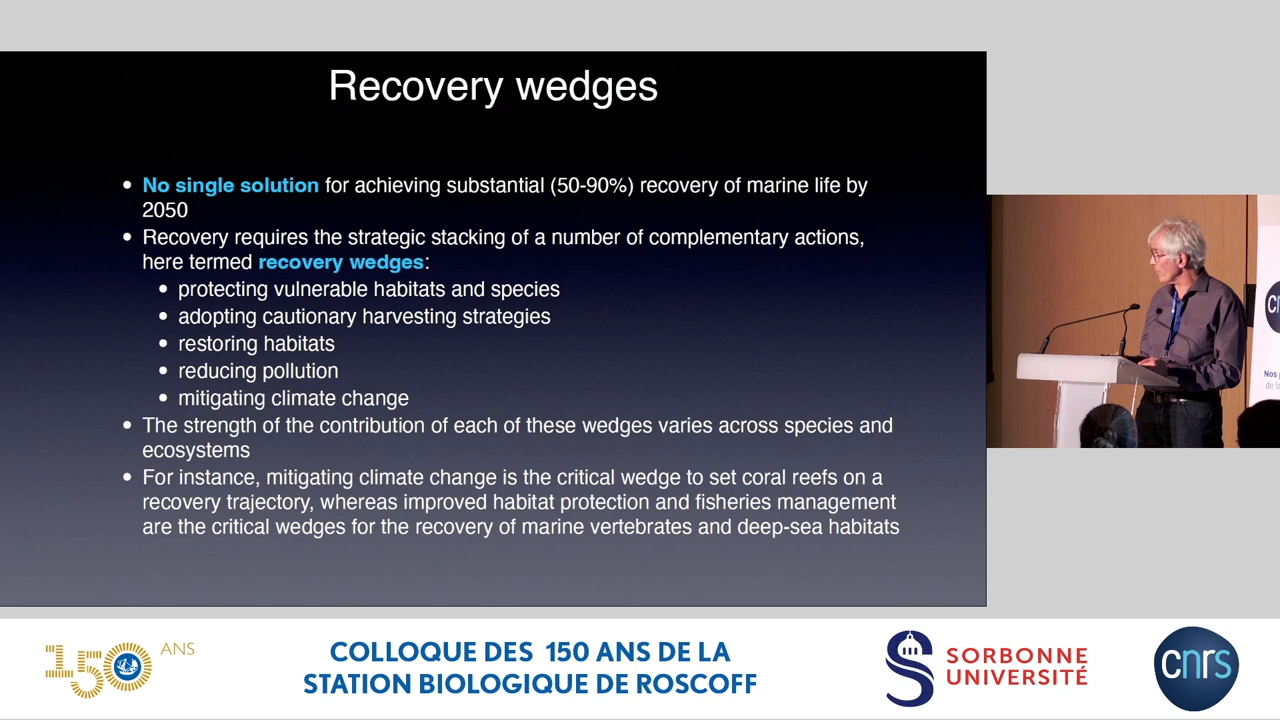 Recovery wedges
• No single solution for achieving substantial (50-90%) recovery of marine life by
2050
• Recovery requires the strategic stacking of a number of complementary actions,
here termed recovery wedges:
• protecting vulnerable habitats and species
• adopting cautionary harvesting strategies
• restoring habitats
• reducing pollution
• mitigating climate change
• The strength of the contribution of each of these wedges varies across species and
ecosystems
• For instance, mitigating climate change is the critical wedge to set coral reefs on a
recovery trajectory, whereas improved habitat protection and fisheries management
are the critical wedges for the recovery of marine vertebrates and deep-sea habitats
Nos
de la
150 ANS
COLLOQUE DES 150 ANS DE LA
STATION BIOLOGIQUE DE ROSCOFF
SORBONNE
UNIVERSITÉ
cnrs